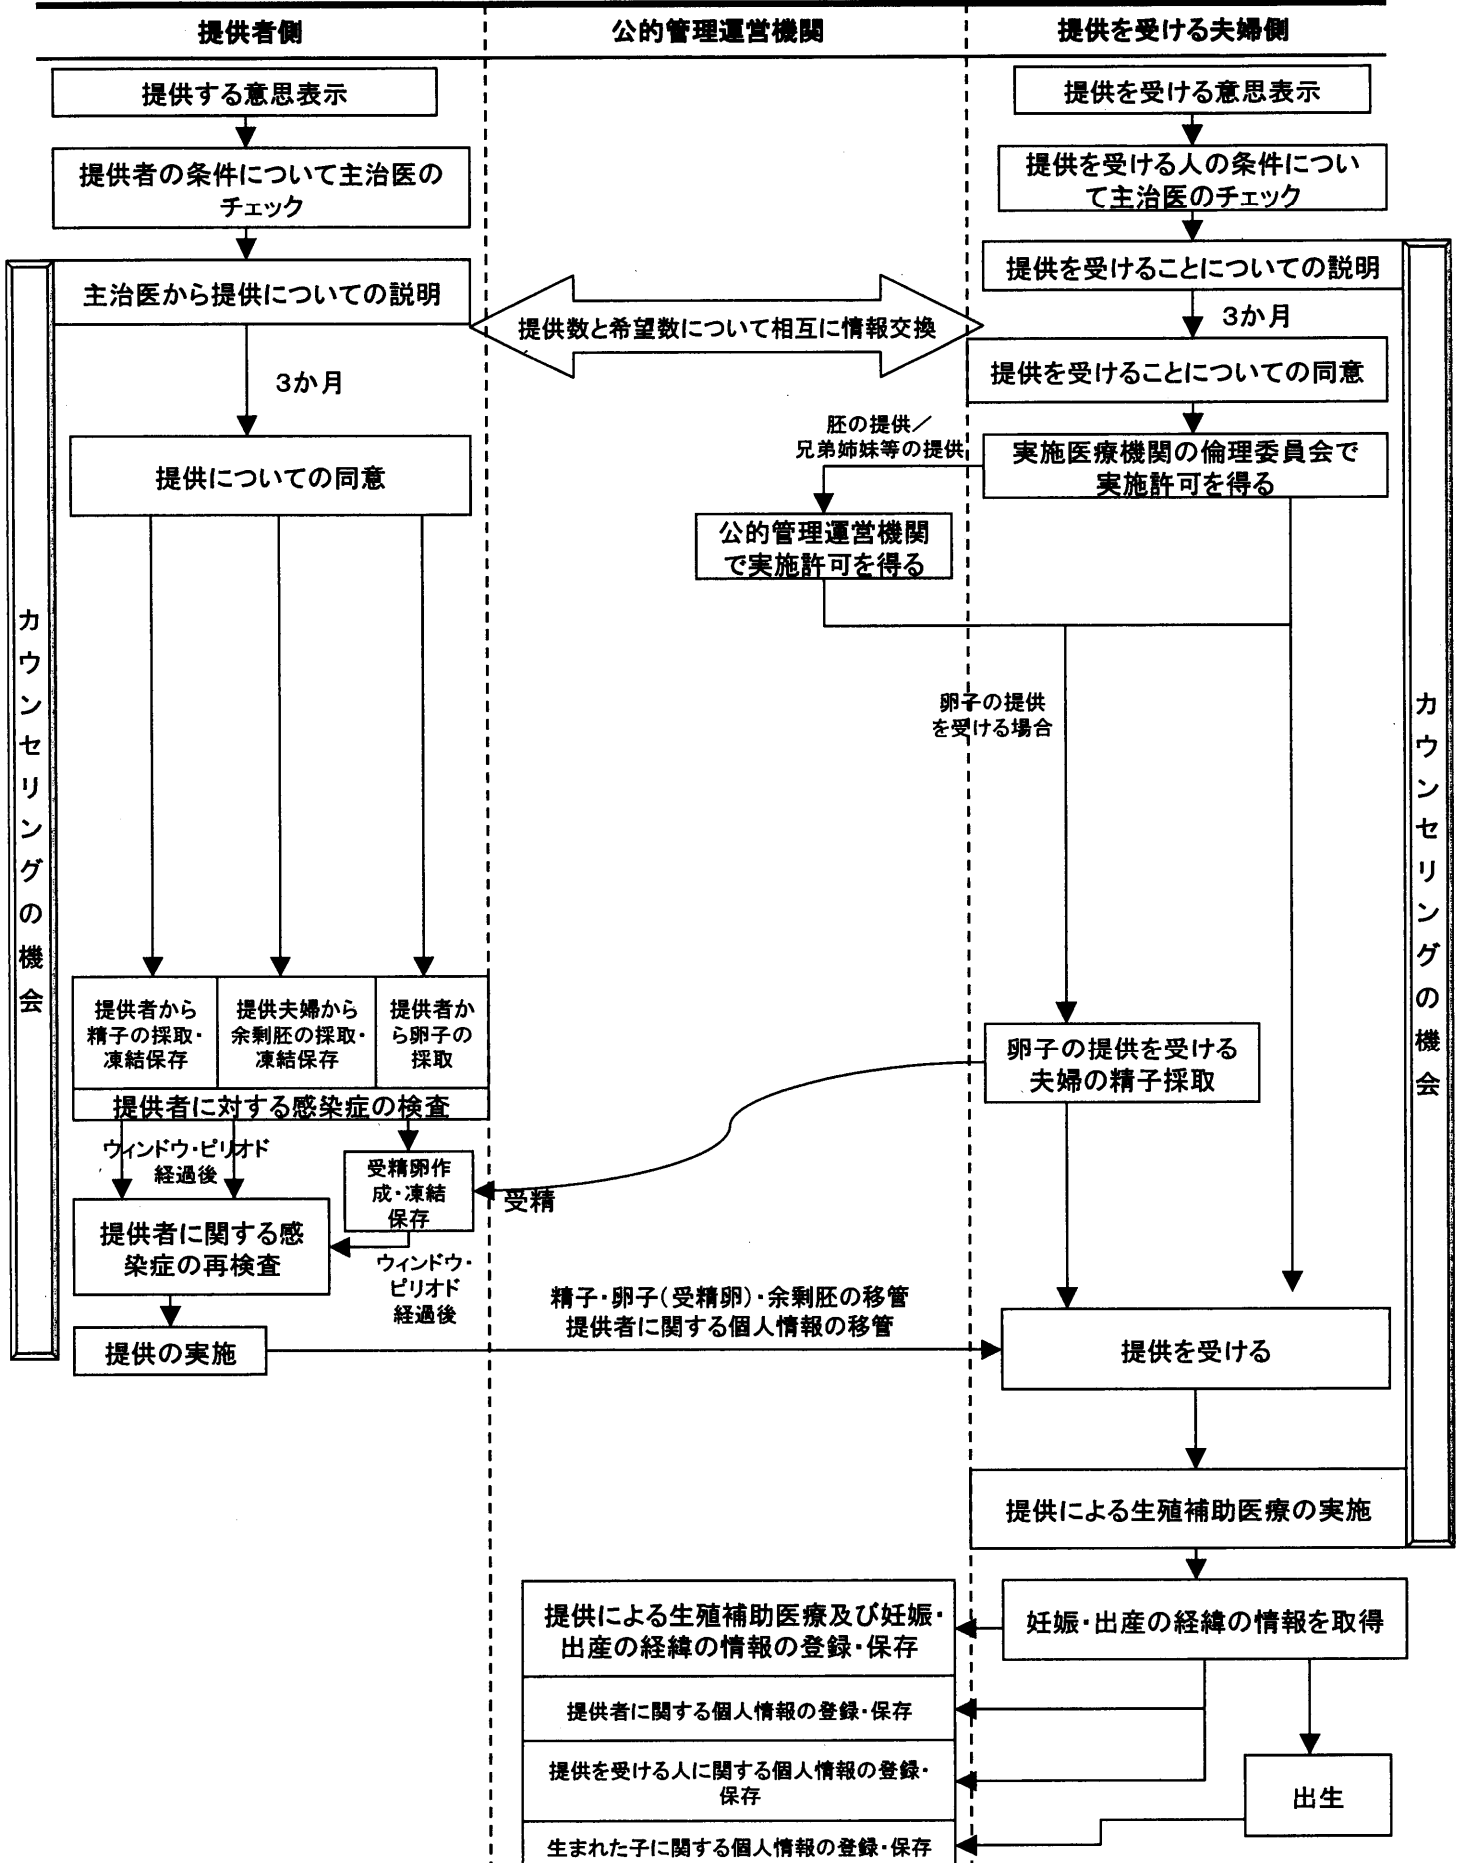 提供者側
公的管理運営機関
提供を受ける夫婦側
提供する意思表示
提供を受ける意思表示
提供者の条件について主治医の
チェック
提供を受ける人の条件につい
て主治医のチェック
主治医から提供についての説明
提供を受けることについての説明
提供数と希望数について相互に情報交換
3か月
3か月
提供を受けることについての同意
胚の提供／
兄弟姉妹等の提供
提供についての同意
実施医療機関の倫理委員会で
実施許可を得る
公的管理運営機関
で実施許可を得る
カウンセリングの機会
カウンセリングの機会
卵子の提供
を受ける場合
提供者から
精子の採取・
凍結保存
提供夫婦から
余剰胚の採取・
凍結保存
提供者か
ら卵子の
採取
卵子の提供を受ける
夫婦の精子採取
提供者に対する感染症の検査
ウィンドウ・ピリオド
経過後
受精卵作
成・凍結
保存
受精
提供者に関する感
染症の再検査
ウィンドウ・
ピリオド
経過後
精子・卵子（受精卵）・余剰胚の移管
提供者に関する個人情報の移管
提供の実施
提供を受ける
提供による生殖補助医療の実施
提供による生殖補助医療及び妊娠・
出産の経緯の情報の登録・保存
妊娠・出産の経緯の情報を取得
提供者に関する個人情報の登録・保存
提供を受ける人に関する個人情報の登録・
保存
出生
生まれた子に関する個人情報の登録・保存